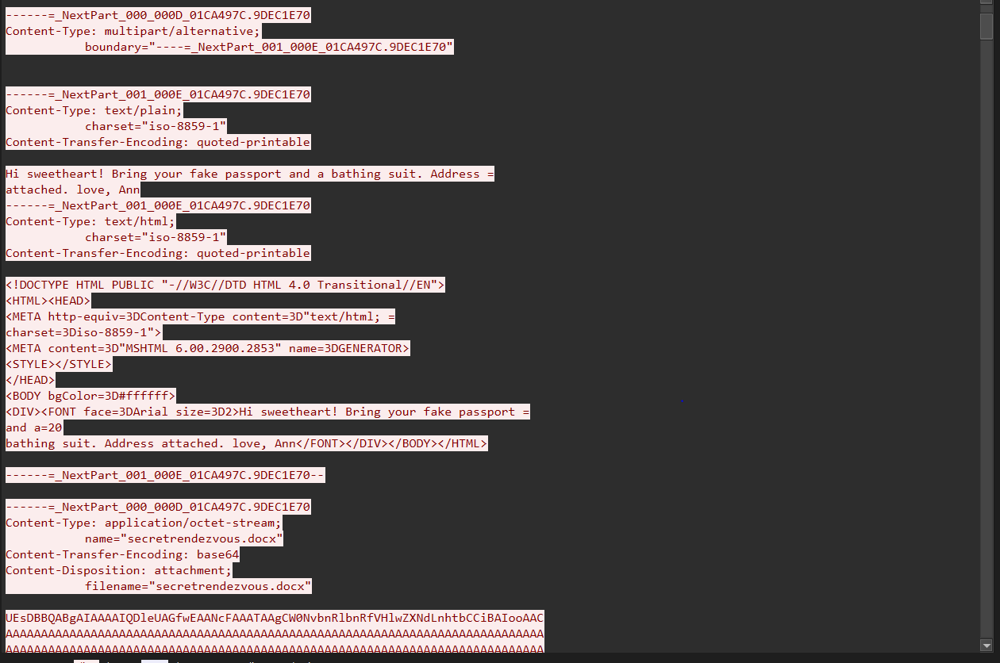 ------=_NextPart_000_000D_01CA497C.9DEC1E70
Content-Type: multipart/alternative;
boundary="----=_NextPart_001_000E_01CA497C.9DEC1E70"
------=_NextPart_001_000E_01CA497C.9DEC1E70
Content-Type: text/plain;
charset="iso-8859-1"
Content-Transfer-Encoding: quoted-printable
Hi sweetheart! Bring your fake passport and a bathing suit. Address =
attached. love, Ann
------=_NextPart_001_000E_01CA497C.9DEC1E70
Content-Type: text/html;
charset="iso-8859-1"
Content-Transfer-Encoding: quoted-printable
<!DOCTYPE HTML PUBLIC "-//W3C//DTD HTML 4.0 Transitional//EN">
<HTML><HEAD>
<META http-equiv=3DContent-Type content=3D"text/html; =
charset=3Diso-8859-1">
<META content=3D"MSHTML 6.00.2900.2853" name=3DGENERATOR>
<STYLE></STYLE>
</HEAD>
<BODY bgColor=3D#ffffff>
<DIV><FONT face=3DArial size=3D2>Hi sweetheart! Bring your fake passport =
and a=20
bathing suit. Address attached. love, Ann</FONT></DIV></BODY></HTML>
------=_NextPart_001_000E_01CA497C.9DEC1E70--
------=_NextPart_000_000D_01CA497C.9DEC1E70
Content-Type: application/octet-stream;
name="secretrendezvous.docx"
Content-Transfer-Encoding: base64
Content-Disposition: attachment;
filename="secretrendezvous.docx"
UEsDBBQABgAIAAAAIQDleUAGfwEAANcFAAATAAgCW0NvbnRlbnRfVHlwZXNdLnhtbCCiBAIooAAC
AAAAAAAAAAAAAAAAAAAAAAAAAAAAAAAAAAAAAAAAAAAAAAAAAAAAAAAAAAAAAAAAAAAAAAAAAAAA
AAAAAAAAAAAAAAAAAAAAAAAAAAAAAAAAAAAAAAAAAAAAAAAAAAAAAAAAAAAAAAAAAAAAAAAAAAAA